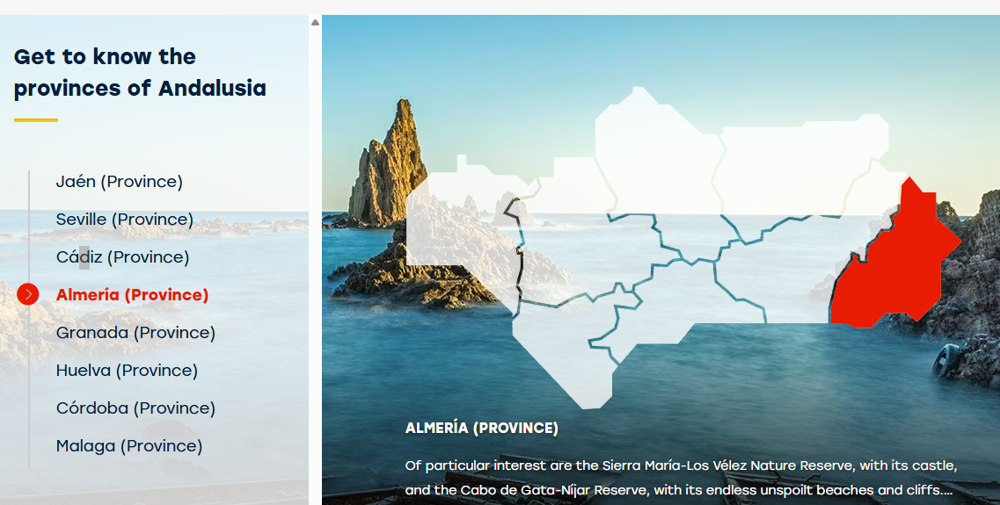 Get to know the
provinces of Andalusia
Jaén (Province)
Seville (Province)
Cádiz (Province)
Almería (Province)
Granada (Province)
Huelva (Province)
Córdoba (Province)
Malaga (Province)
ALMERÍA (PROVINCE)
Of particular interest are the Sierra María-Los Vélez Nature Reserve, with its castle,
and the Cabo de Gata-Níjar Reserve, with its endless unspoilt beaches and cliffs....